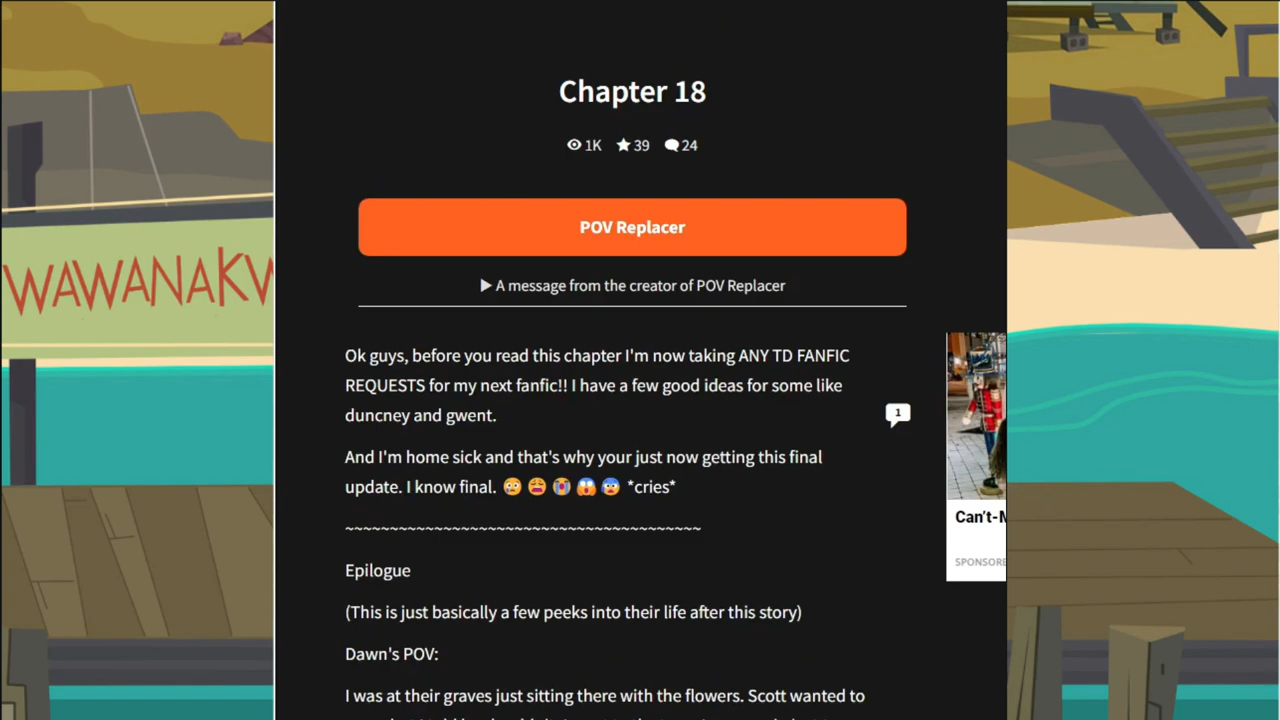 Chapter 18
1K 39 24
POV Replacer
▶ A message from the creator of POV Replacer
WAWANAKW
Ok guys, before you read this chapter I'm now taking ANY TD FANFIC
REQUESTS for my next fanfic!! I have a few good ideas for some like
duncney and gwent.
1
And I'm home sick and that's why your just now getting this final
update. I know final. 😳 😩 😭 😱 😨 *cries*
~~~~~~~~~~~~~~~~~~~~~~~~~~~~~~~~~~~~~~~
Can't-M
SPONSORE
Epilogue
(This is just basically a few peeks into their life after this story)
Dawn's POV:
I was at their graves just sitting there with the flowers. Scott wanted to